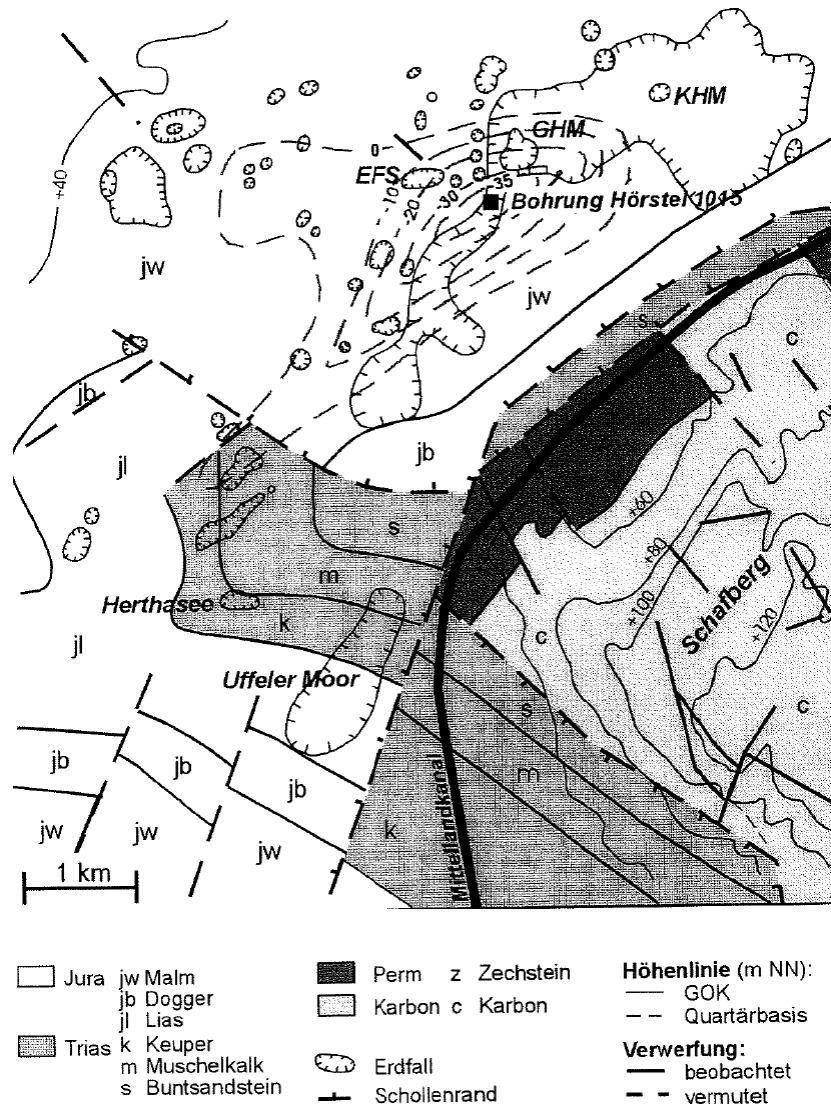 KHM
GHM
+40
EFS
-10
-20
-30
-35
Bohrung Hörstel 1015
jw
jw
s
c
jb
jl
jb
+60
s
+80
m
Herthasee
k
+100
Schafberg
+120
c
jl
Uffeler Moor
s
c
jb
jb
jb
m
jw
jw
jw
k
Mittellandkanal
1 km
Jura jw Malm
jb Dogger
jl Lias
Trias k Keuper
m Muschelkalk
s Buntsandstein
Perm z Zechstein
Karbon c Karbon
Erdfall
Schollenrand
Höhenlinie (m NN):
GOK
Quartärbasis
Verwerfung:
beobachtet
vermutet